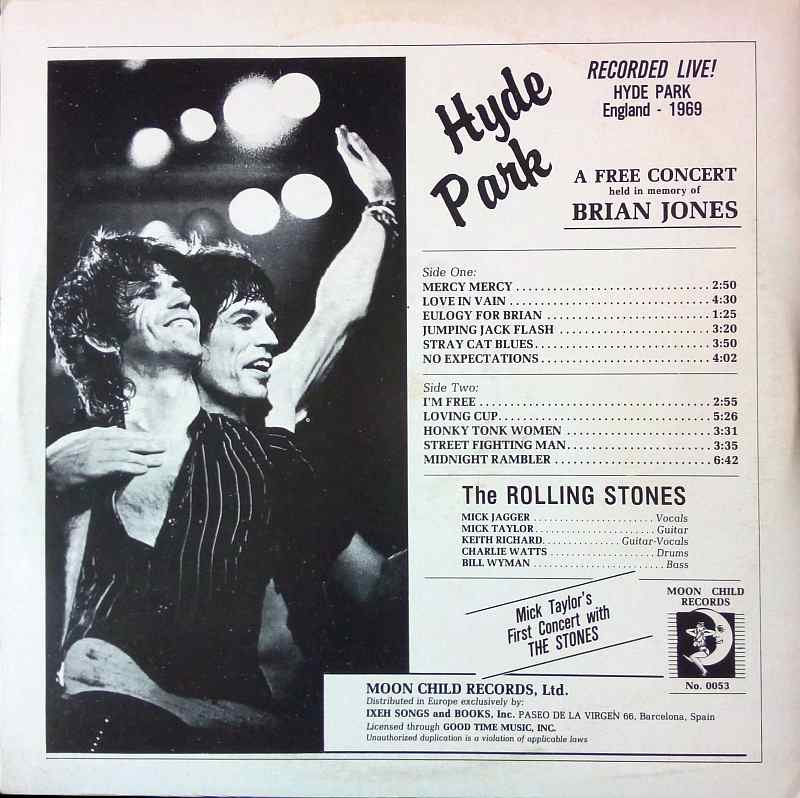 Hyde
Park
RECORDED LIVE!
HYDE PARK
England - 1969
A FREE CONCERT
held in memory of
BRIAN JONES
Side One:
MERCY MERCY 2:50
LOVE IN VAIN 4:30
EULOGY FOR BRIAN 1:25
JUMPING JACK FLASH 3:20
STRAY CAT BLUES 3:50
NO EXPECTATIONS 4:02
Side Two:
I'M FREE 2:55
LOVING CUP 5:26
HONKY TONK WOMEN 3:31
STREET FIGHTING MAN 3:35
MIDNIGHT RAMBLER 6:42
The ROLLING STONES
MICK JAGGER Vocals
MICK TAYLOR Guitar
KEITH RICHARD Guitar-Vocals
CHARLIE WATTS Drums
BILL WYMAN Bass
Mick Taylor's
First Concert with
THE STONES
MOON CHILD
RECORDS
No. 0053
MOON CHILD RECORDS, Ltd.
Distributed in Europe exclusively by:
IXEH SONGS and BOOKS, Inc. PASEO DE LA VIRGEN 66, Barcelona, Spain
Licensed through GOOD TIME MUSIC, INC.
Unauthorized duplication is a violation of applicable laws